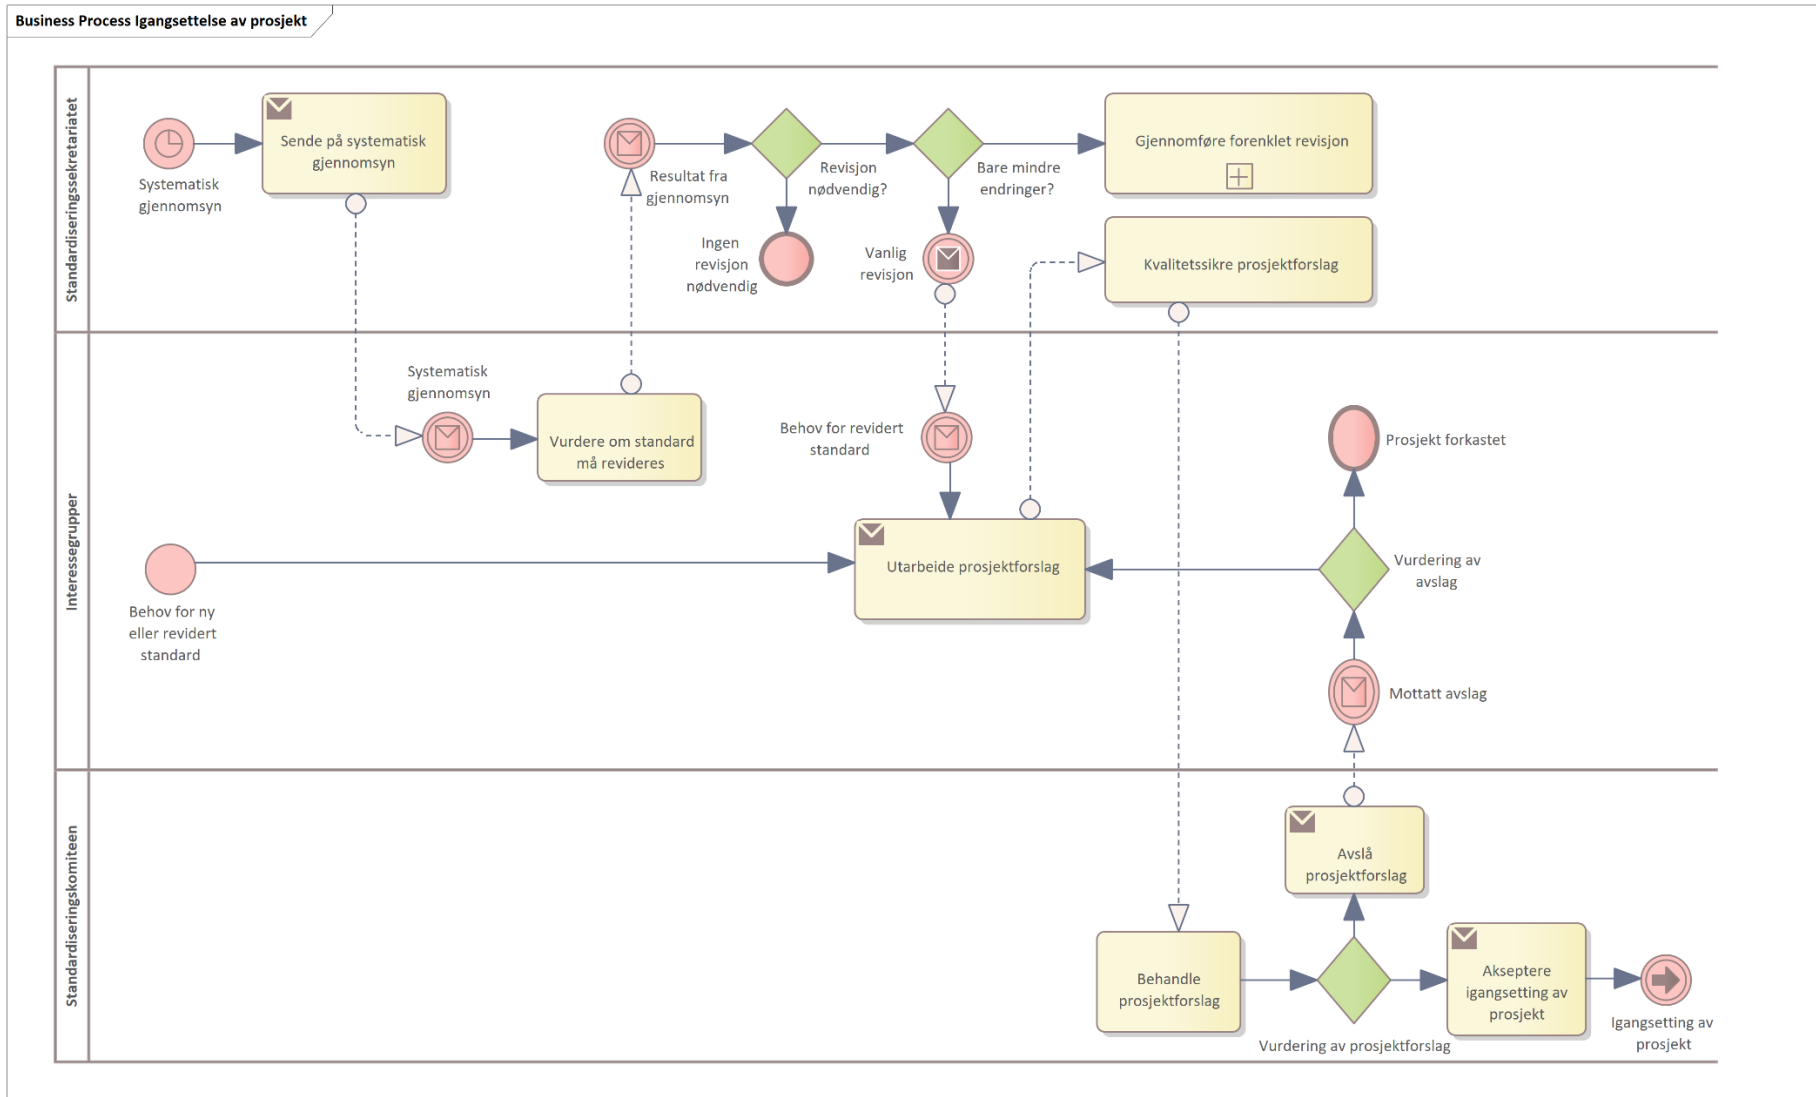 Business Process Igangsettelse av prosjekt
Standardiseringssekretariatet
Systematisk
gjennomsyn
Sende på systematisk
gjennomsyn
Resultat fra
gjennomsyn
Revisjon
nødvendig?
Ingen
revisjon
nødvendig
Bare mindre
endringer?
Vanlig
revisjon
Gjennomføre forenklet revisjon
Kvalitetssikre prosjektforslag
Interessegrupper
Systematisk
gjennomsyn
Vurdere om standard
må revideres
Behov for revidert
standard
Prosjekt forkastet
Behov for ny
eller revidert
standard
Utarbeide prosjektforslag
Vurdering av
avslag
Mottatt avslag
Standardiseringskomiteen
Avslå
prosjektforslag
Behandle
prosjektforslag
Vurdering av prosjektforslag
Akseptere
igangsetting av
prosjekt
Igangsetting av
prosjekt